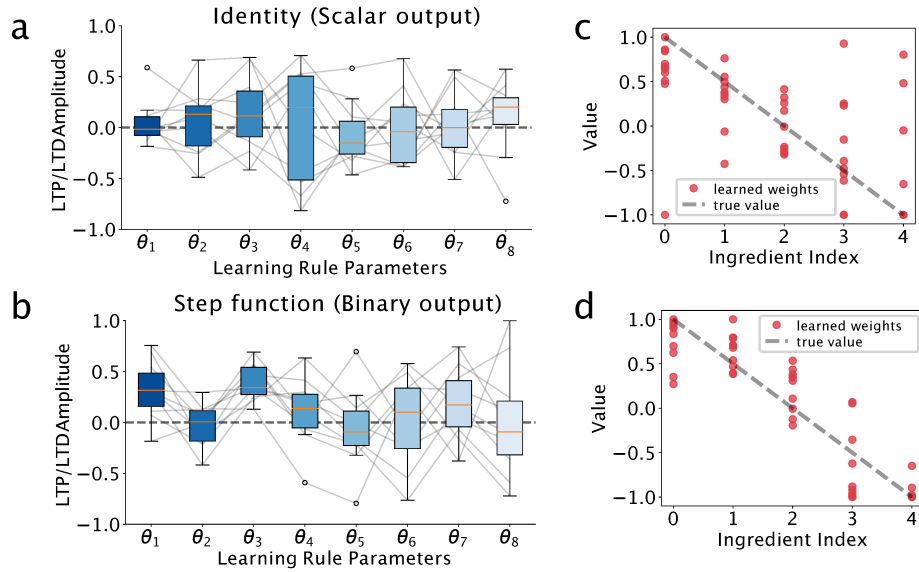 a
Identity (Scalar output)
LTP/LTDAmplitude
1.0
0.5
0.0
−0.5
−1.0
θ1 θ2 θ3 θ4 θ5 θ6 θ7 θ8
Learning Rule Parameters
c
Value
1.0
0.5
0.0
−0.5
−1.0
learned weights
true value
0 1 2 3 4
Ingredient Index
b
Step function (Binary output)
LTP/LTDAmplitude
1.0
0.5
0.0
−0.5
−1.0
θ1 θ2 θ3 θ4 θ5 θ6 θ7 θ8
Learning Rule Parameters
d
Value
1.0
0.5
0.0
−0.5
−1.0
learned weights
true value
0 1 2 3 4
Ingredient Index